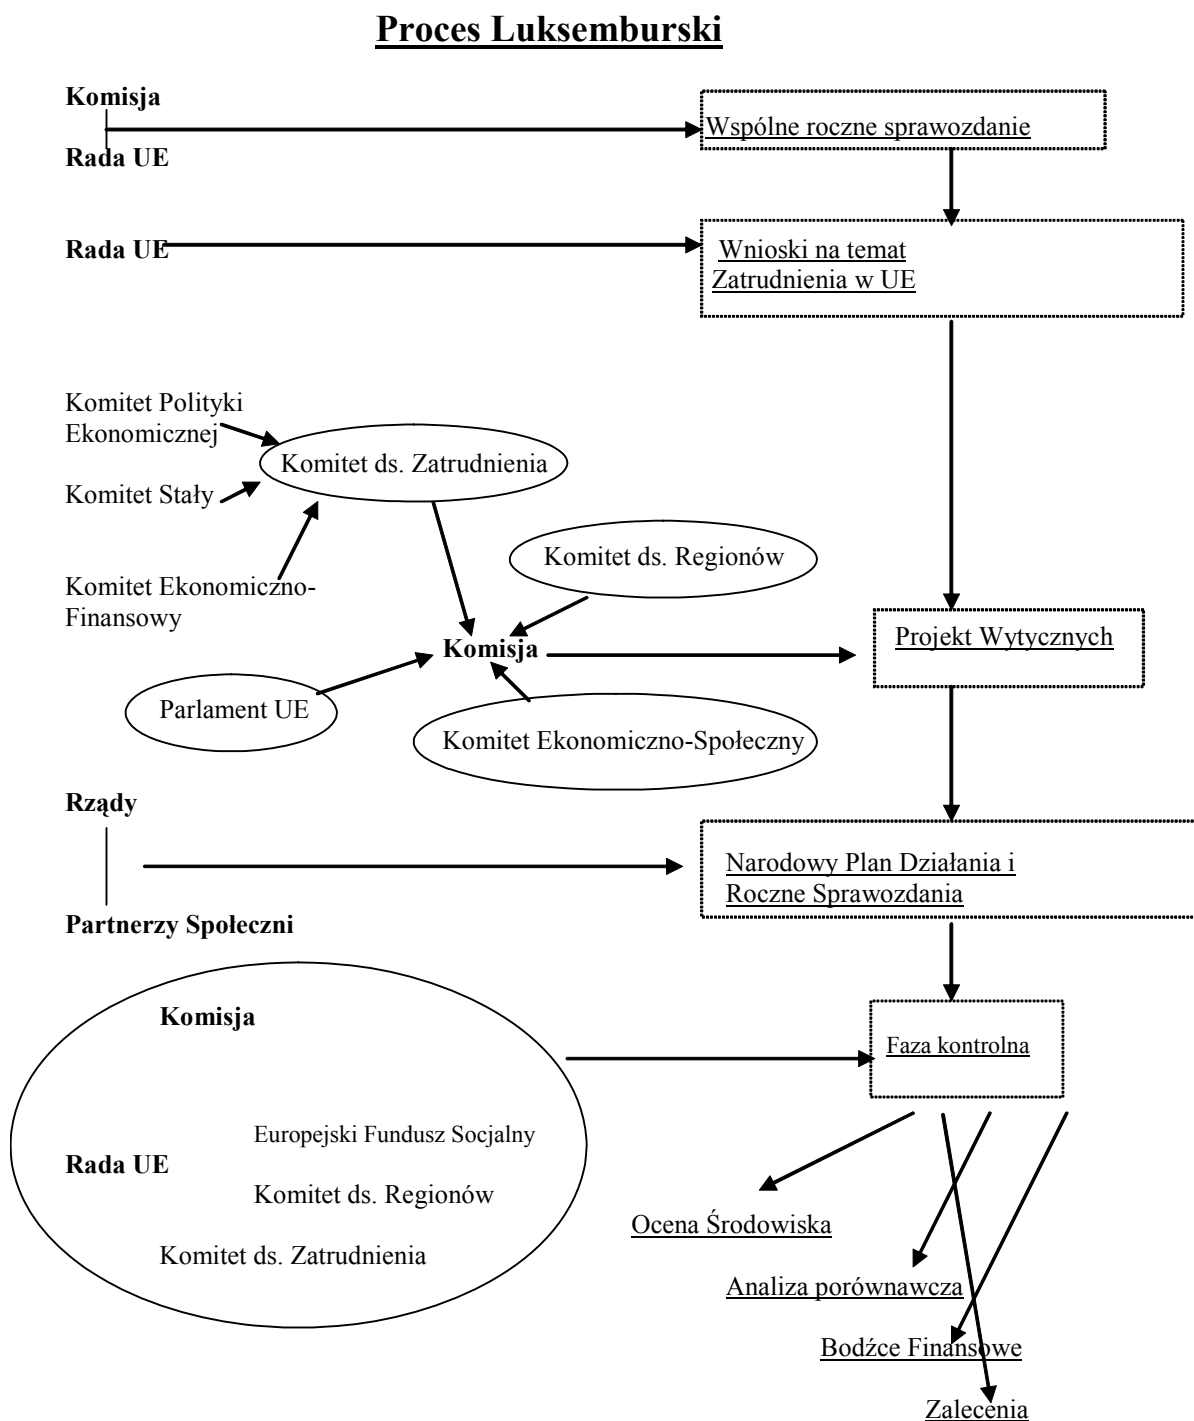 Proces Luksemburski
Komisja
Wspólne roczne sprawozdanie
Rada UE
Rada UE
Wnioski na temat
Zatrudnienia w UE
Komitet Polityki
Ekonomicznej
Komitet ds. Zatrudnienia
Komitet Stały
Komitet ds. Regionów
Komitet Ekonomiczno-
Finansowy
Komisja
Projekt Wytycznych
Parlament UE
Komitet Ekonomiczno-Społeczny
Rządy
Narodowy Plan Działania i
Roczne Sprawozdania
Partnerzy Społeczni
Komisja
Faza kontrolna
Europejski Fundusz Socjalny
Rada UE
Komitet ds. Regionów
Komitet ds. Zatrudnienia
Ocena Środowiska
Analiza porównawcza
Bodźce Finansowe
Zalecenia